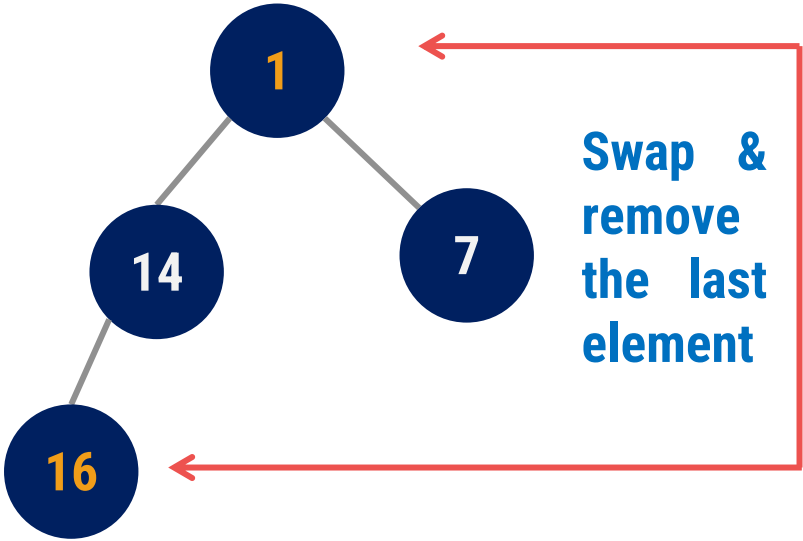 1
Swap &
remove
14
7
the last
element
16